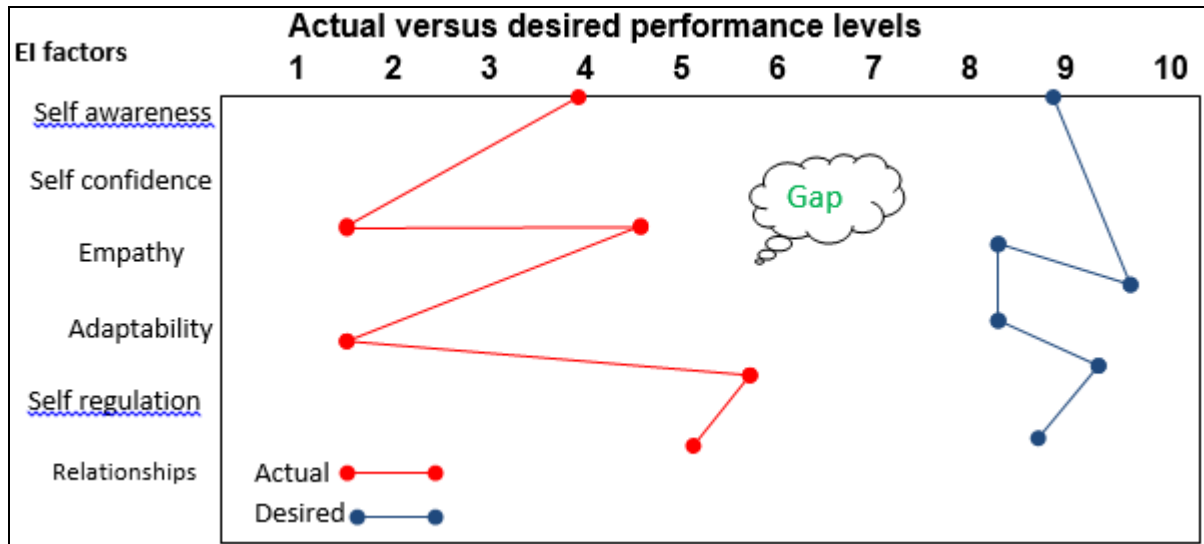 Actual versus desired performance levels
EI factors
1 2 3 4 5 6 7 8 9 10
Self awareness
Self confidence
Gap
Empathy
Adaptability
Self regulation
Relationships
Actual
Desired